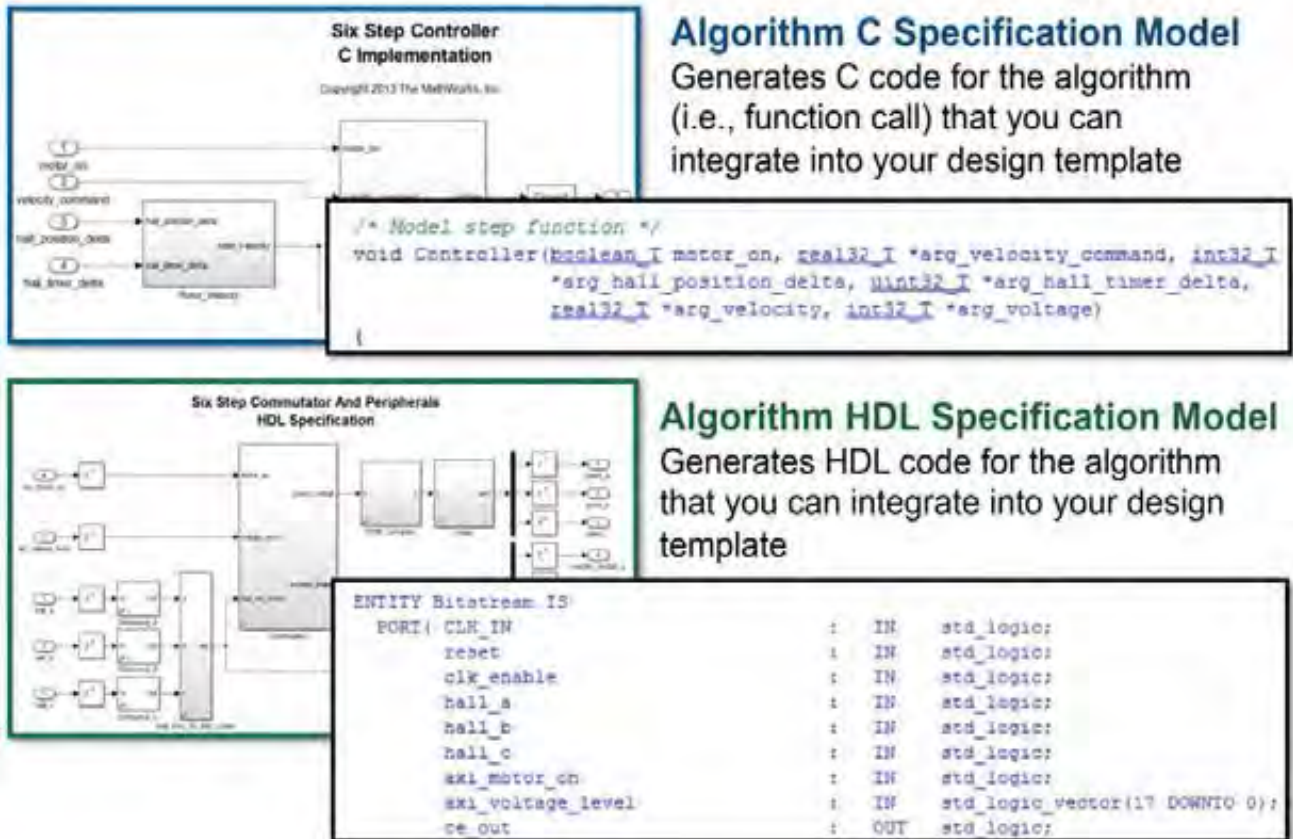 Six Step Controller
C Implementation
Copyright 2013 The MathWorks, Inc.
Algorithm C Specification Model
Generates C code for the algorithm
(i.e., function call) that you can
integrate into your design template
1
motor_on
2
velocity_command
3
hall_position_delta
4
hall_timer_delta
/* Model step function */
void Controller(boolean_T motor_on, real32_T *arg_velocity_command, int32_T
*arg_hall_position_delta, uint32_T *arg_hall_timer_delta,
real32_T *arg_velocity, int32_T *arg_voltage)
{
Six Step Commutator And Peripherals
HDL Specification
Algorithm HDL Specification Model
Generates HDL code for the algorithm
that you can integrate into your design
template
ENTITY Bitstream IS
PORT( CLK_IN : IN std_logic;
reset : IN std_logic;
clk_enable : IN std_logic;
hall_a : IN std_logic;
hall_b : IN std_logic;
hall_c : IN std_logic;
axi_motor_on : IN std_logic;
axi_voltage_level : IN std_logic_vector(17 DOWNTO 0);
ce_out : OUT std_logic;